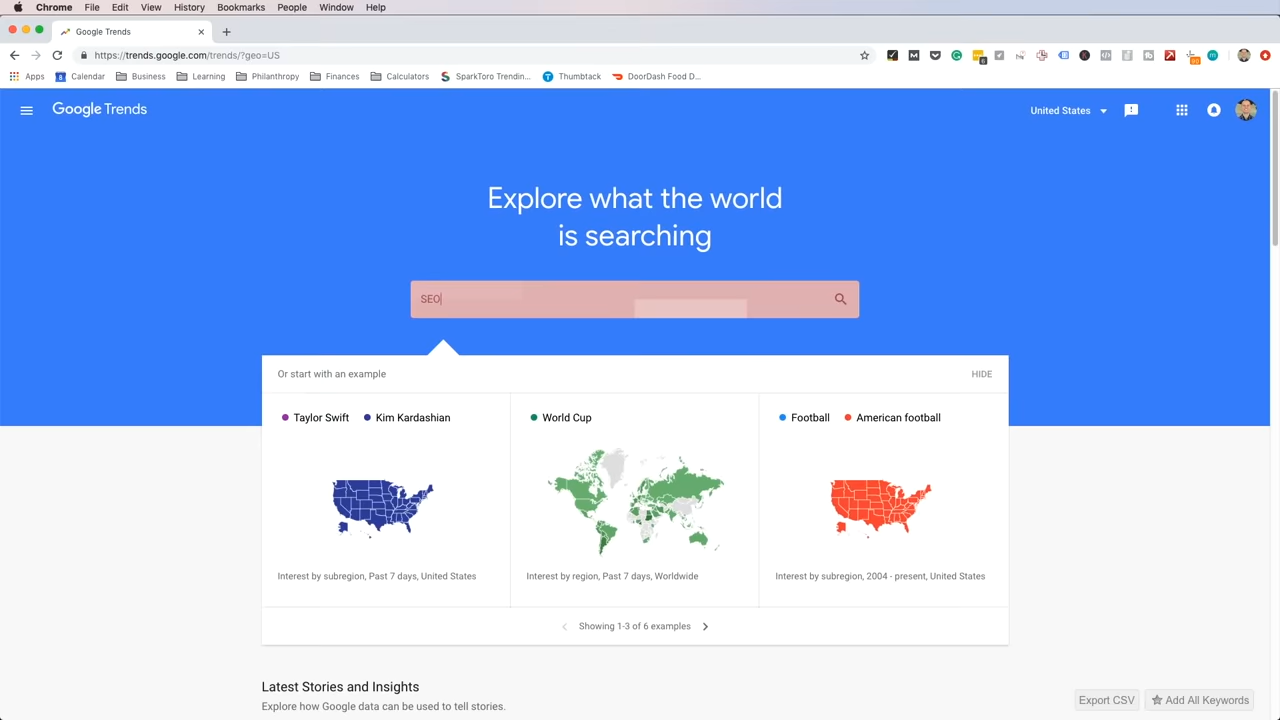 Chrome File Edit View History Bookmarks People Window Help
Google Trends
https://trends.google.com/trends/?geo=US
Apps Calendar Business Learning Philanthropy Finances Calculators SparkToro Trendin... Thumbtack DoorDash Food D...
Google Trends United States
Explore what the world
is searching
SEO
Or start with an example HIDE
Taylor Swift Kim Kardashian World Cup Football American football
Interest by subregion, Past 7 days, United States Interest by region, Past 7 days, Worldwide Interest by subregion, 2004 - present, United States
Showing 1-3 of 6 examples
Latest Stories and Insights
Explore how Google data can be used to tell stories.
Export CSV Add All Keywords